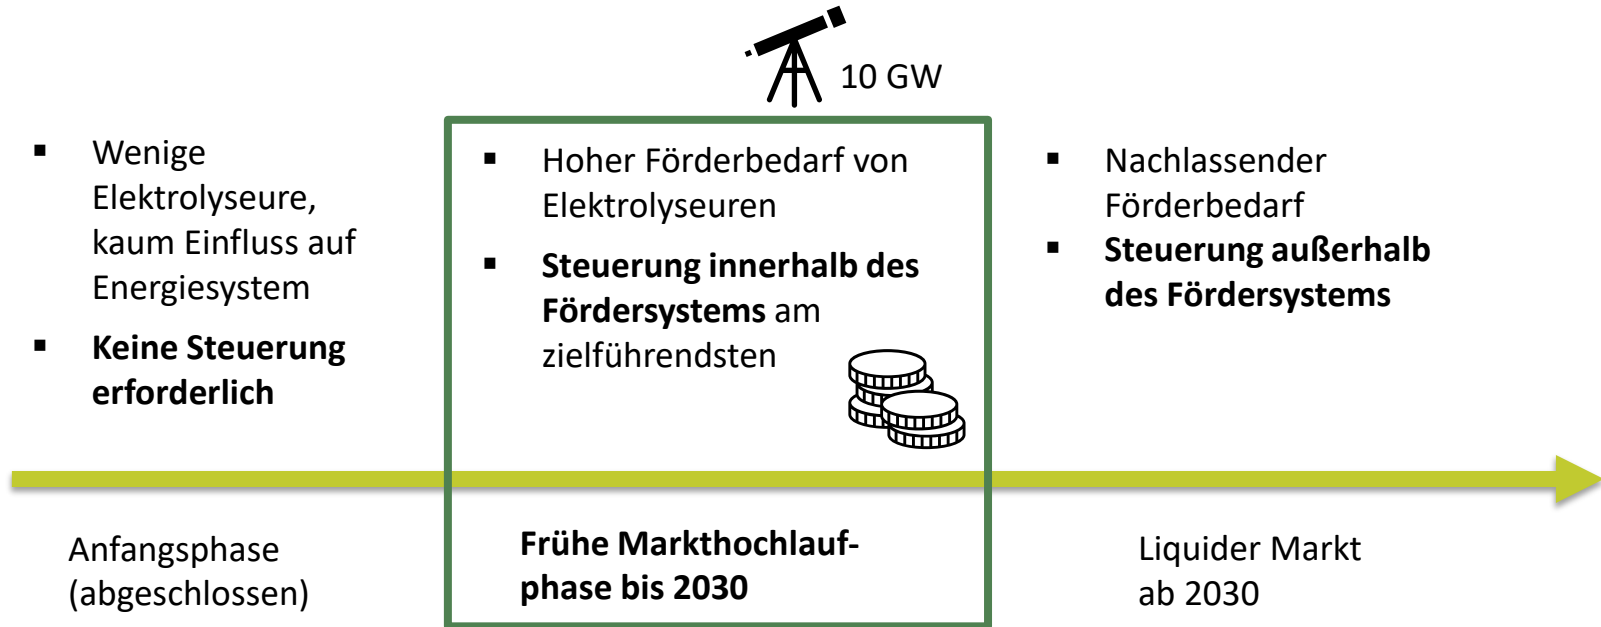 10 GW
▪ Wenige
Elektrolyseure,
kaum Einfluss auf
Energiesystem
▪ Keine Steuerung
erforderlich
▪ Hoher Förderbedarf von
Elektrolyseuren
▪ Steuerung innerhalb des
Fördersystems am
zielführendsten
▪ Nachlassender
Förderbedarf
▪ Steuerung außerhalb
des Fördersystems
Anfangsphase
(abgeschlossen)
Frühe Markthochlauf-
phase bis 2030
Liquider Markt
ab 2030